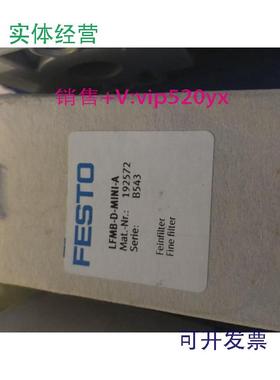 实体经营
销售+V:vip520yx
FESTO
LFMB-D-MINI-A
Mat.-Nr.: 192572
Serie: B543
Feinfilter
Fine filter
可开发票